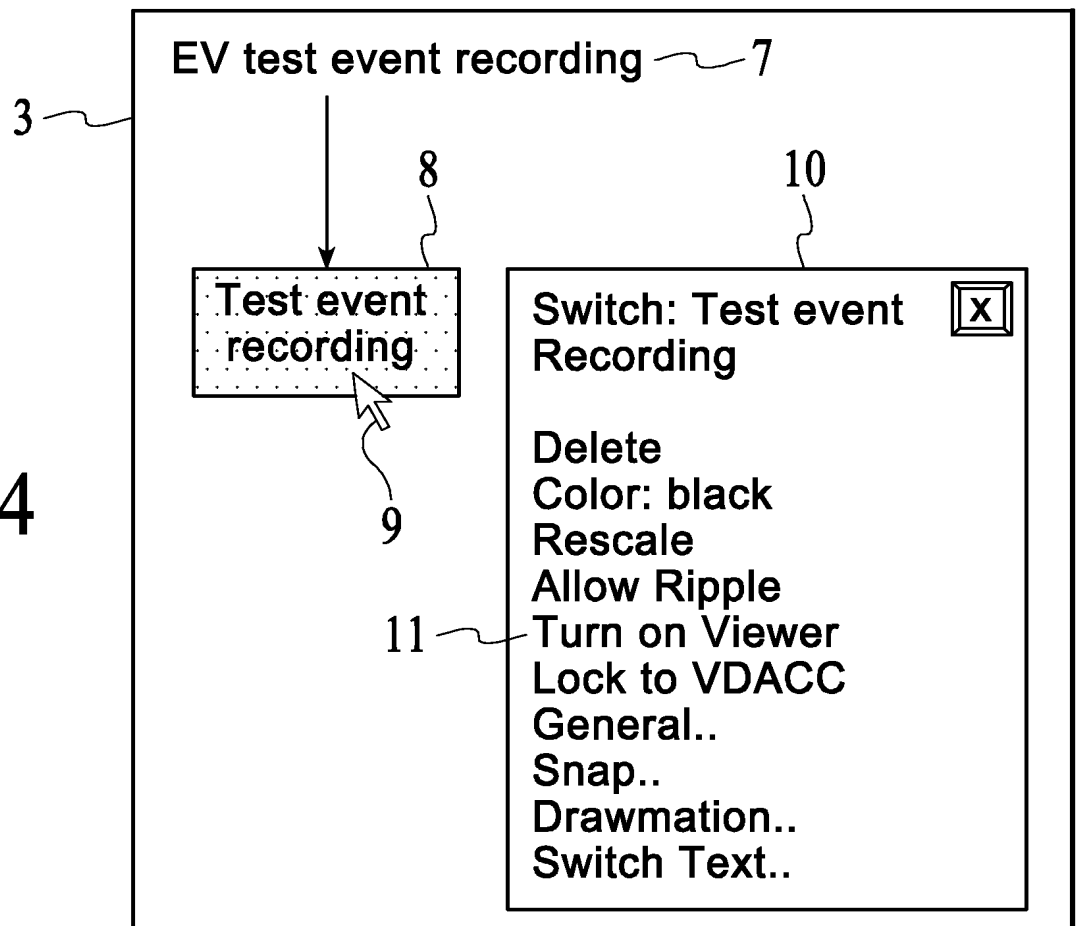 EV test event recording 7
3
8
10
Test event
recording
9
Switch: Test event
Recording
X
Delete
Color: black
Rescale
Allow Ripple
11 Turn on Viewer
Lock to VDACC
General..
Snap..
Drawmation..
Switch Text..
4